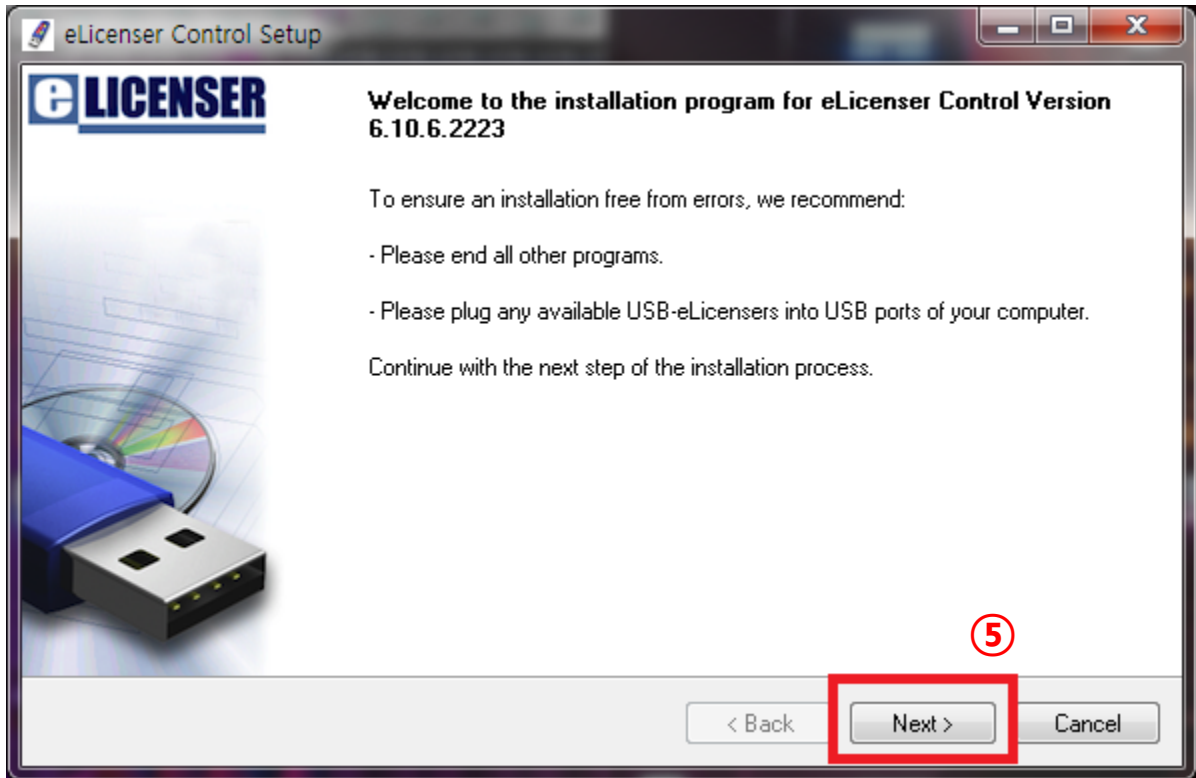 eLicenser Control Setup
e LICENSER
Welcome to the installation program for eLicenser Control Version
6.10.6.2223
To ensure an installation free from errors, we recommend:
- Please end all other programs.
- Please plug any available USB-eLicensers into USB ports of your computer.
Continue with the next step of the installation process.
⑤
< Back Next > Cancel